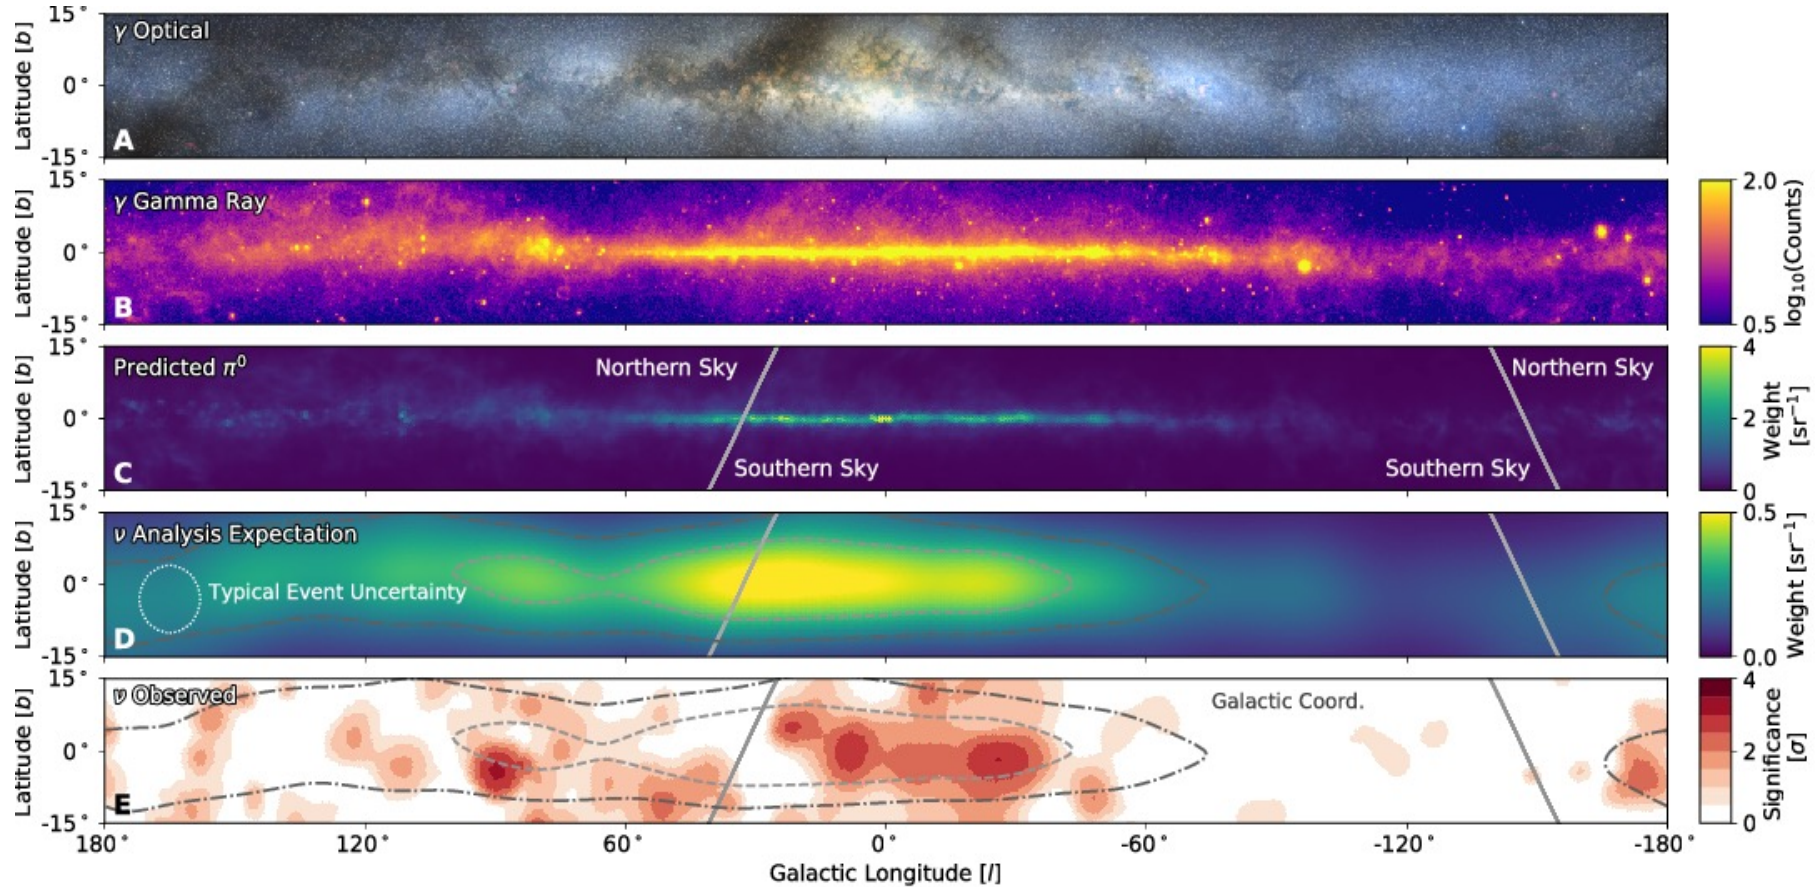 15°
γ Optical
Latitude [b]
0°
A
-15°
15°
γ Gamma Ray
2.0
Latitude [b]
0°
log₁₀(Counts)
B
-15°
0.5
15°
Predicted π⁰
Northern Sky
Northern Sky
4
Latitude [b]
0°
2
Weight
[sr⁻¹]
C
Southern Sky
Southern Sky
-15°
0
15°
ν Analysis Expectation
0.5
Latitude [b]
0°
Typical Event Uncertainty
Weight [sr⁻¹]
D
-15°
0.0
15°
ν Observed
Galactic Coord.
4
Latitude [b]
0°
2
Significance
[σ]
E
-15°
0
180°
120°
60°
0°
-60°
-120°
-180°
Galactic Longitude [l]